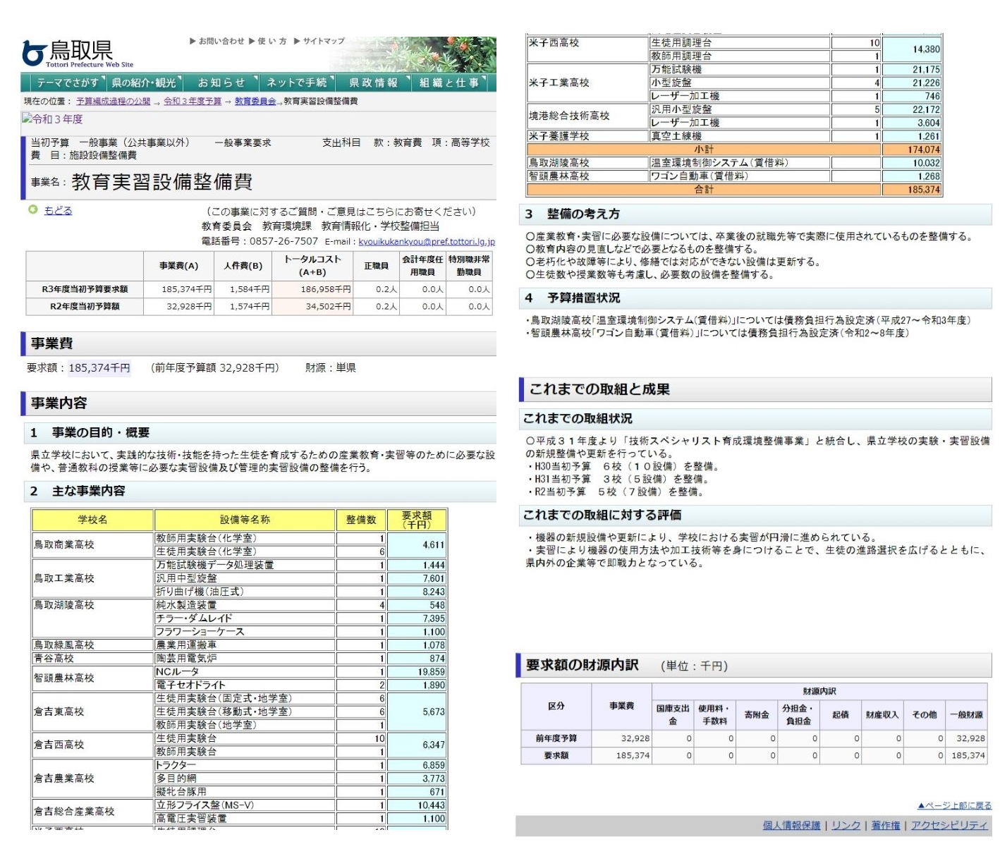 鳥取県
Tottori Prefecture Web Site
▶ お問い合わせ ▶ 使 い 方 ▶ サイトマップ
テーマでさがす 県の紹介・観光 お 知 ら せ ネットで手続 県 政 情 報 組 織 と 仕 事
現在の位置： 予算編成過程の公開 → 令和３年度予算 → 教育委員会→教育実習設備整備費
令和３年度
当初予算 一般事業（公共事業以外） 一般事業要求 支出科目 款：教育費 項：高等学校
費 目：施設設備整備費
事業名：教育実習設備整備費
もどる
（この事業に対するご質問・ご意見はこちらにお寄せください）
教育委員会 教育環境課 教育情報化・学校整備担当
電話番号：0857-26-7507 E-mail：kyouikukankyou@pref.tottori.lg.jp
事業費(A) 人件費(B) トータルコスト(A+B) 正職員 会計年度任用職員 特別職非常勤職員
R3年度当初予算要求額 185,374千円 1,584千円 186,958千円 0.2人 0.0人 0.0人
R2年度当初予算額 32,928千円 1,574千円 34,502千円 0.2人 0.0人 0.0人
事業費
要求額：185,374千円 （前年度予算額 32,928千円） 財源：単県
事業内容
1 事業の目的・概要
県立学校において、実践的な技術・技能を持った生徒を育成するための産業教育・実習等のために必要な設
備や、普通教科の授業等に必要な実習設備及び管理的実習設備の整備を行う。
2 主な事業内容
学校名 設備等名称 整備数 要求額（千円）
鳥取商業高校 教師用実験台（化学室） 1 4,611
生徒用実験台（化学室） 6
鳥取工業高校 万能試験機データ処理装置 1 1,444
汎用中型旋盤 1 7,601
折り曲げ機（油圧式） 1 8,243
鳥取湖陵高校 純水製造装置 4 548
チラー・ダムレイド 1 7,395
フラワーショーケース 1 1,100
鳥取緑風高校 農業用運搬車 1 1,078
青谷高校 陶芸用電気炉 1 874
智頭農林高校 NCルータ 1 19,859
電子セオドライト 2 1,890
倉吉東高校 生徒用実験台（固定式・地学室） 6 5,673
生徒用実験台（移動式・地学室） 6
教師用実験台（地学室） 1
倉吉西高校 生徒用実験台 10 6,347
教師用実験台 1
倉吉農業高校 トラクター 1 6,859
多目的網 1 3,773
擬牝台豚用 1 671
倉吉総合産業高校 立形フライス盤（MS-V） 1 10,443
高電圧実習装置 1 1,100
米子西高校 生徒用調理台 10 14,380
教師用調理台 1
米子工業高校 万能試験機 1 21,175
小型旋盤 4 21,226
レーザー加工機 1 746
境港総合技術高校 汎用小型旋盤 5 22,172
レーザー加工機 1 3,604
米子養護学校 真空土練機 1 1,261
小計 174,074
鳥取湖陵高校 温室環境制御システム（賃借料） 10,032
智頭農林高校 ワゴン自動車（賃借料） 1,268
合計 185,374
3 整備の考え方
○産業教育・実習に必要な設備については、卒業後の就職先等で実際に使用されているものを整備する。
○教育内容の見直しなどで必要となるものを整備する。
○老朽化や故障等により、修繕では対応ができない設備は更新する。
○生徒数や授業数等も考慮し、必要数の設備を整備する。
4 予算措置状況
・鳥取湖陵高校「温室環境制御システム（賃借料）」については債務負担行為設定済（平成27～令和3年度）
・智頭農林高校「ワゴン自動車（賃借料）」については債務負担行為設定済（令和2～8年度）
これまでの取組と成果
これまでの取組状況
○平成３１年度より「技術スペシャリスト育成環境整備事業」と統合し、県立学校の実験・実習設備
の新規整備や更新を行っている。
・H30当初予算 ６校（１０設備）を整備。
・H31当初予算 ３校（５設備）を整備。
・R2当初予算 ５校（７設備）を整備。
これまでの取組に対する評価
・機器の新規設備や更新により、学校における実習が円滑に進められている。
・実習により機器の使用方法や加工技術等を身につけることで、生徒の進路選択を広げるとともに、
県内外の企業等で即戦力となっている。
要求額の財源内訳 （単位：千円）
区分 事業費 財源内訳
国庫支出金 使用料・手数料 寄附金 分担金・負担金 起債 財産収入 その他 一般財源
前年度予算 32,928 0 0 0 0 0 0 0 32,928
要求額 185,374 0 0 0 0 0 0 0 185,374
▲ページ上部に戻る
個人情報保護 | リンク | 著作権 | アクセシビリティ